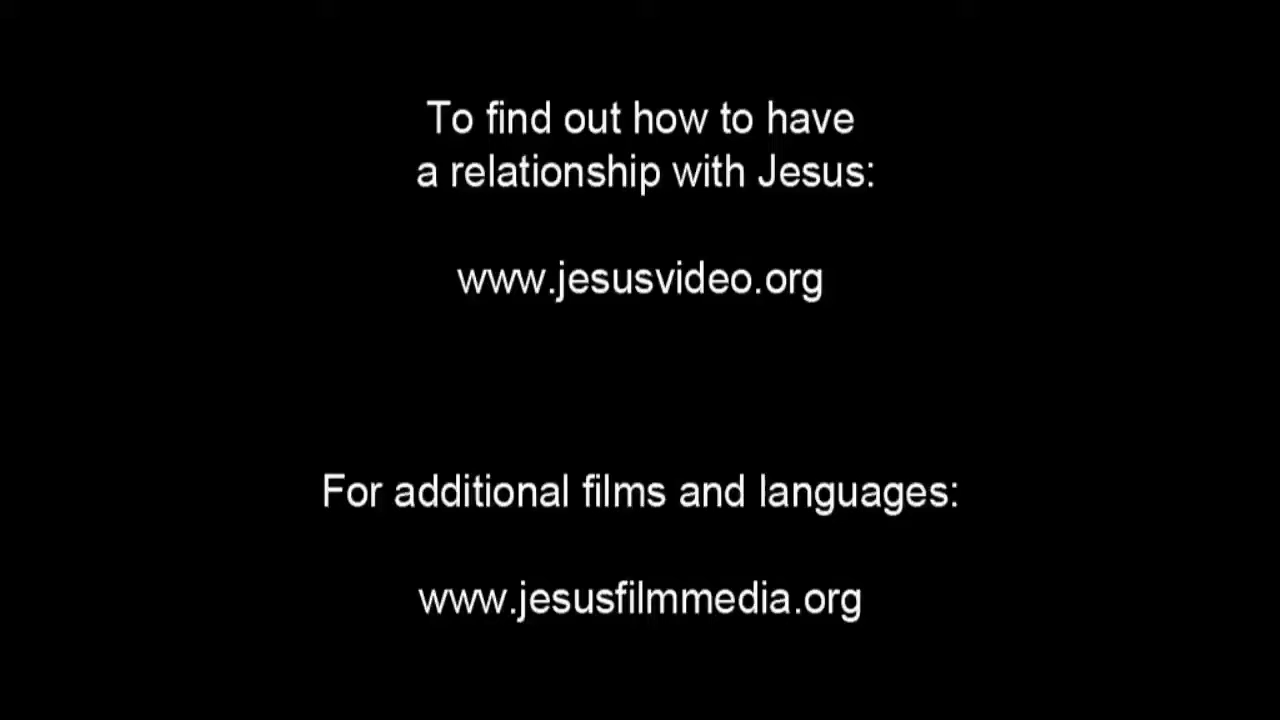 To find out how to have
a relationship with Jesus:
www.jesusvideo.org
For additional films and languages:
www.jesusfilmmedia.org